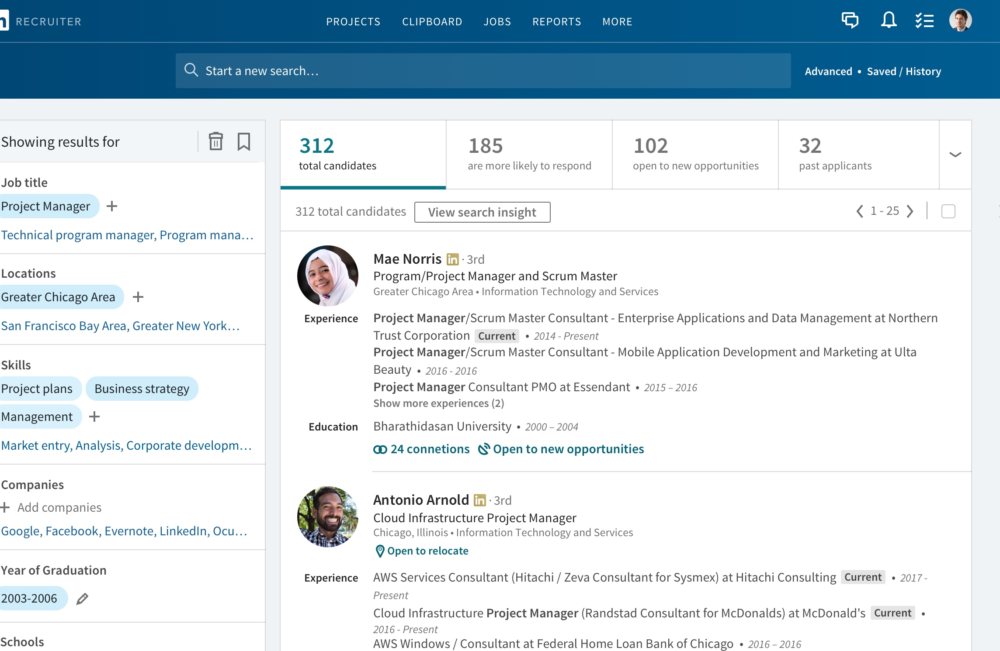 RECRUITER
PROJECTS CLIPBOARD JOBS REPORTS MORE
Start a new search…
Advanced • Saved / History
Showing results for
Job title
Project Manager
Technical program manager, Program mana…
Locations
Greater Chicago Area
San Francisco Bay Area, Greater New York…
Skills
Project plans Business strategy
Management
Market entry, Analysis, Corporate developm…
Companies
Add companies
Google, Facebook, Evernote, LinkedIn, Ocu…
Year of Graduation
2003-2006
Schools
312
total candidates
185
are more likely to respond
102
open to new opportunities
32
past applicants
312 total candidates View search insight 1 - 25
Mae Norris in · 3rd
Program/Project Manager and Scrum Master
Greater Chicago Area • Information Technology and Services
Experience Project Manager/Scrum Master Consultant - Enterprise Applications and Data Management at Northern
Trust Corporation Current • 2014 - Present
Project Manager/Scrum Master Consultant - Mobile Application Development and Marketing at Ulta
Beauty • 2016 - 2016
Project Manager Consultant PMO at Essendant • 2015 – 2016
Show more experiences (2)
Education Bharathidasan University • 2000 – 2004
24 connetions Open to new opportunities
Antonio Arnold in · 3rd
Cloud Infrastructure Project Manager
Chicago, Illinois • Information Technology and Services
Open to relocate
Experience AWS Services Consultant (Hitachi / Zeva Consultant for Sysmex) at Hitachi Consulting Current • 2017 -
Present
Cloud Infrastructure Project Manager (Randstad Consultant for McDonalds) at McDonald's Current •
2016 - Present
AWS Windows / Consultant at Federal Home Loan Bank of Chicago • 2016 – 2016